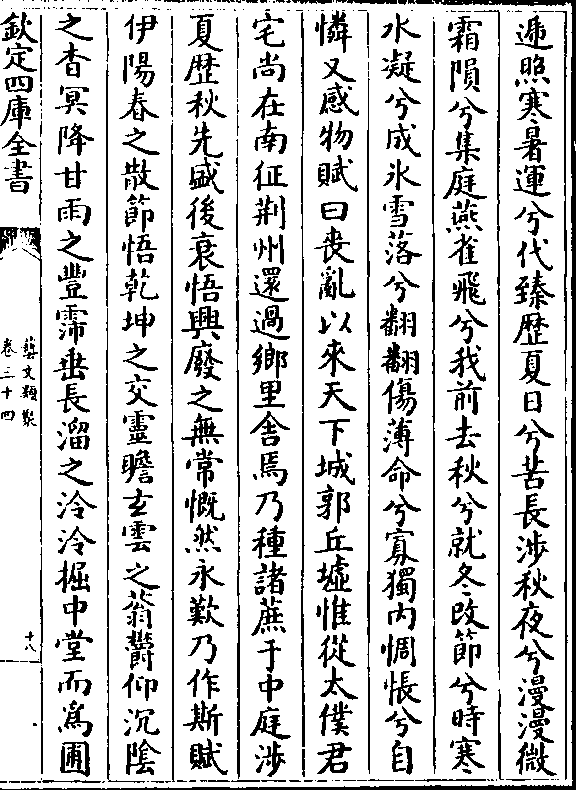 遞照寒暑運兮代臻歴夏日兮苦長渉秋夜兮漫漫微
霜隕兮集庭燕雀飛兮我前去秋兮就冬改節兮時寒
水凝兮成氷雪落兮翻翻傷薄命兮寡獨内惆悵兮自
憐又感物賦曰喪亂以來天下城郭丘墟惟從太僕君
宅尚在南征荆州還過鄉里舍焉乃種諸蔗于中庭渉
夏歴秋先盛後衰悟興廢之無常慨然永歎乃作斯賦
伊陽春之散節悟乾坤之交靈瞻玄雲之蓊鬱仰沉陰
之杳冥降甘雨之豐霈垂長溜之泠泠掘中堂而為圃
欽定四庫全書
藝文類聚
卷三十四
十八